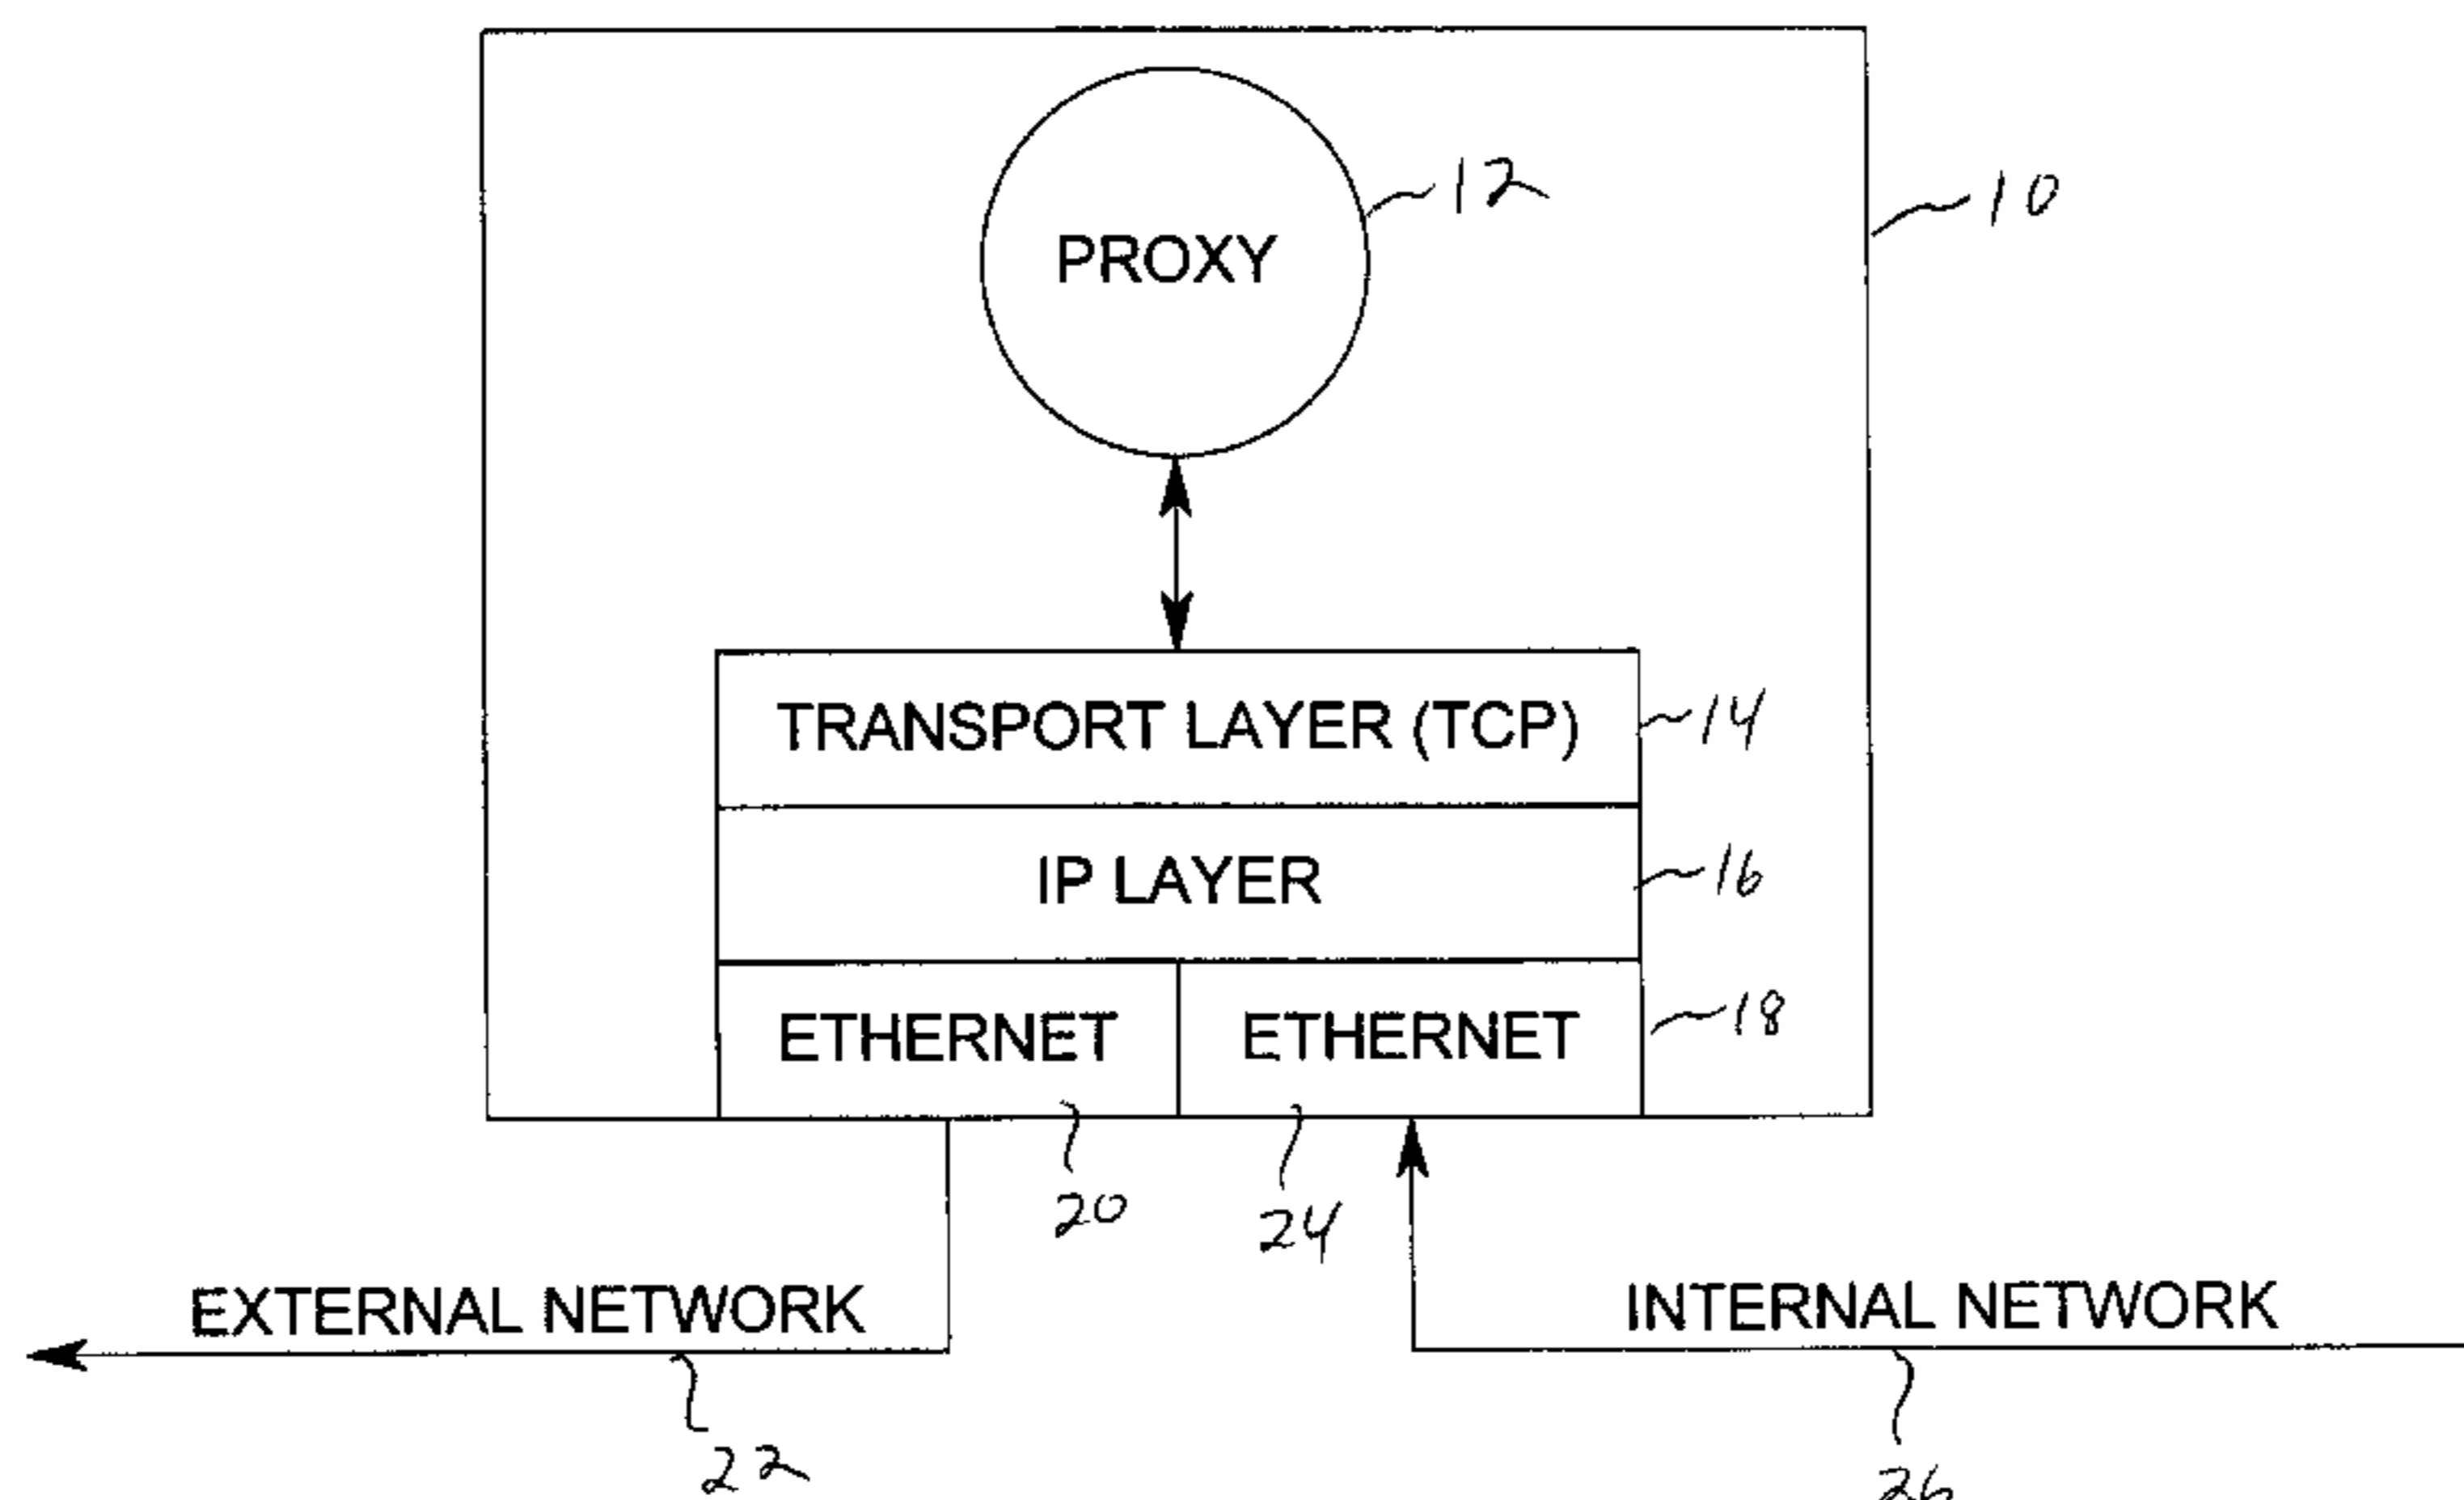 PROXY
12
10
TRANSPORT LAYER (TCP)
14
IP LAYER
16
ETHERNET
ETHERNET
18
20
24
EXTERNAL NETWORK
INTERNAL NETWORK
22
26